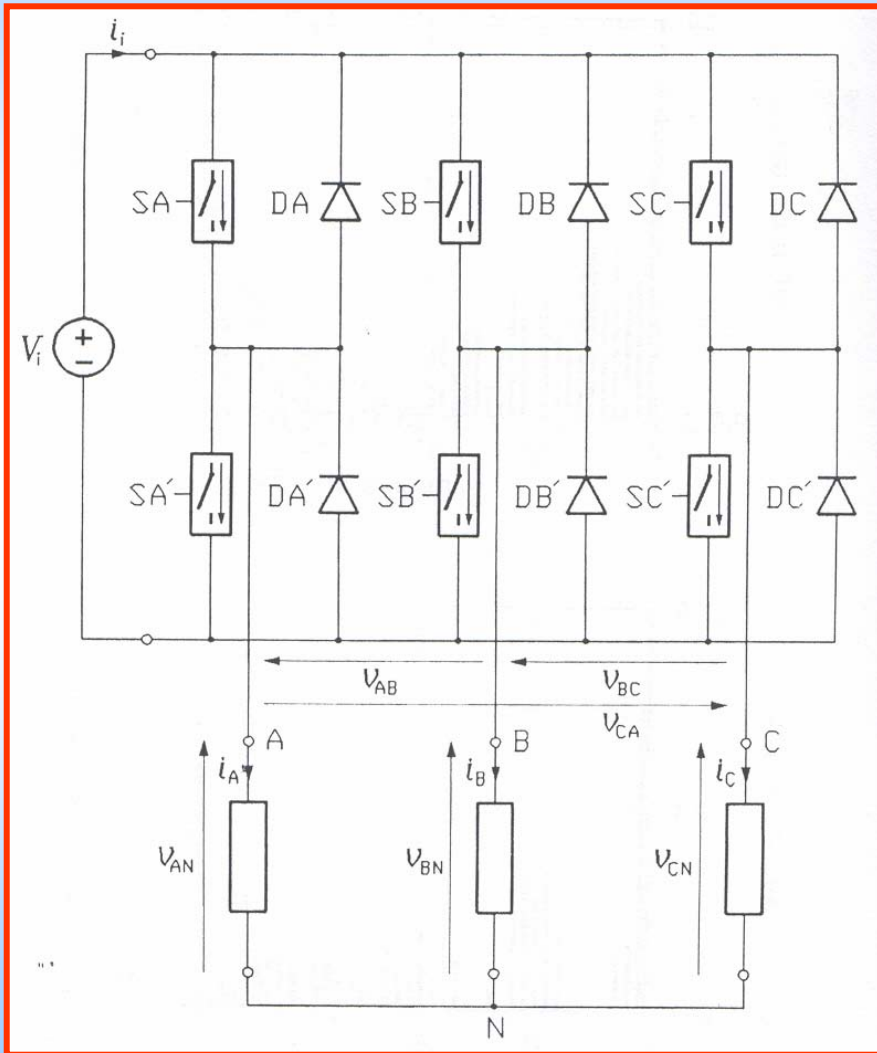 i_i
SA DA SB DB SC DC
V_i + −
SA′ DA′ SB′ DB′ SC′ DC′
v_AB v_BC
v_CA
A B C
i_A i_B i_C
v_AN v_BN v_CN
N